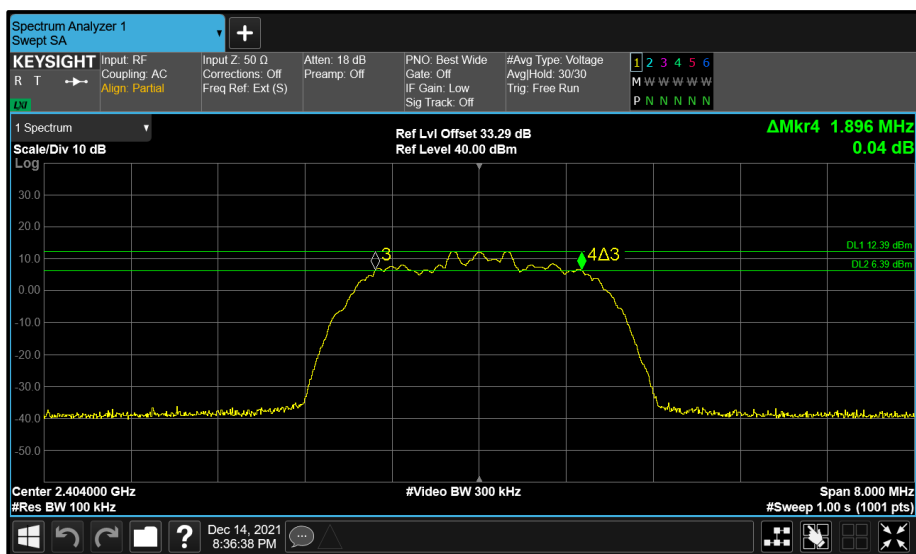 Spectrum Analyzer 1
Swept SA
KEYSIGHT
R T
LXI
Input: RF
Coupling: AC
Align: Partial
Input Z: 50 Ω
Corrections: Off
Freq Ref: Ext (S)
Atten: 18 dB
Preamp: Off
PNO: Best Wide
Gate: Off
IF Gain: Low
Sig Track: Off
#Avg Type: Voltage
Avg|Hold: 30/30
Trig: Free Run
1 2 3 4 5 6
M W W W W W
P N N N N N
1 Spectrum
Scale/Div 10 dB
Log
Ref Lvl Offset 33.29 dB
Ref Level 40.00 dBm
ΔMkr4 1.896 MHz
0.04 dB
30.0
20.0
10.0
0.00
-10.0
-20.0
-30.0
-40.0
-50.0
3
4Δ3
DL1 12.39 dBm
DL2 6.39 dBm
Center 2.404000 GHz
#Res BW 100 kHz
#Video BW 300 kHz
Span 8.000 MHz
#Sweep 1.00 s (1001 pts)
?
Dec 14, 2021
8:36:38 PM